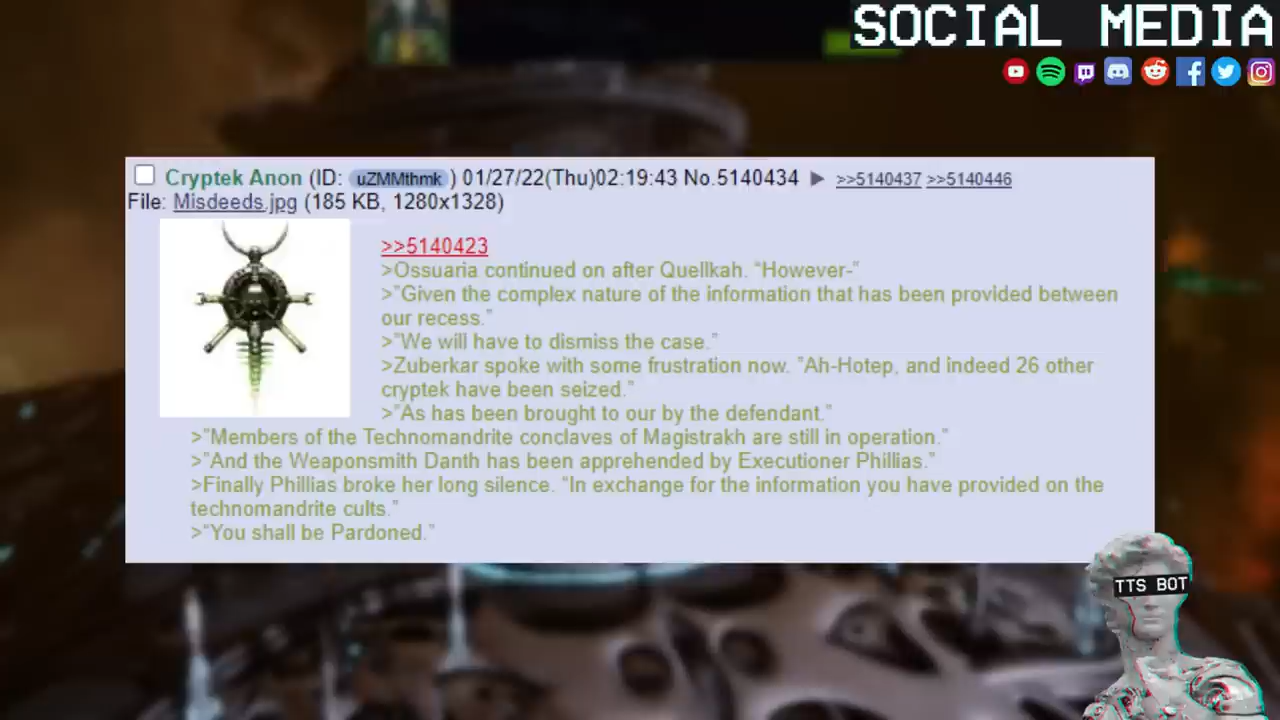 SOCIAL MEDIA
Cryptek Anon (ID: uZMMthmk) 01/27/22(Thu)02:19:43 No.5140434 ▶ >>5140437 >>5140446
File: Misdeeds.jpg (185 KB, 1280x1328)
>>5140423
>Ossuaria continued on after Quellkah. “However-”
>”Given the complex nature of the information that has been provided between
our recess.”
>”We will have to dismiss the case.”
>Zuberkar spoke with some frustration now. ”Ah-Hotep, and indeed 26 other
cryptek have been seized.”
>”As has been brought to our by the defendant.”
>”Members of the Technomandrite conclaves of Magistrakh are still in operation.”
>”And the Weaponsmith Danth has been apprehended by Executioner Phillias.”
>Finally Phillias broke her long silence. “In exchange for the information you have provided on the
technomandrite cults.”
>“You shall be Pardoned.”
TTS BOT